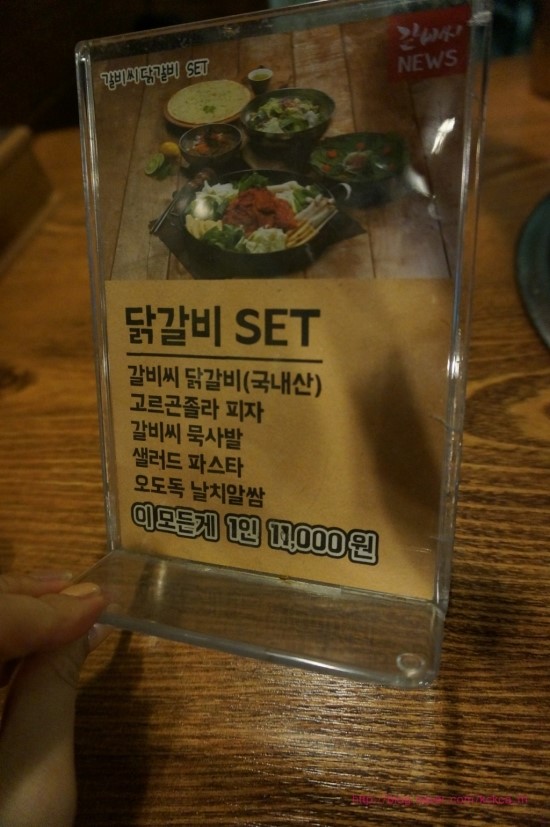 갈비씨닭갈비 SET
갈비씨
NEWS
닭갈비 SET
갈비씨 닭갈비(국내산)
고르곤졸라 피자
갈비씨 묵사발
샐러드 파스타
오도독 날치알쌈
이 모든게 1인 11,000원